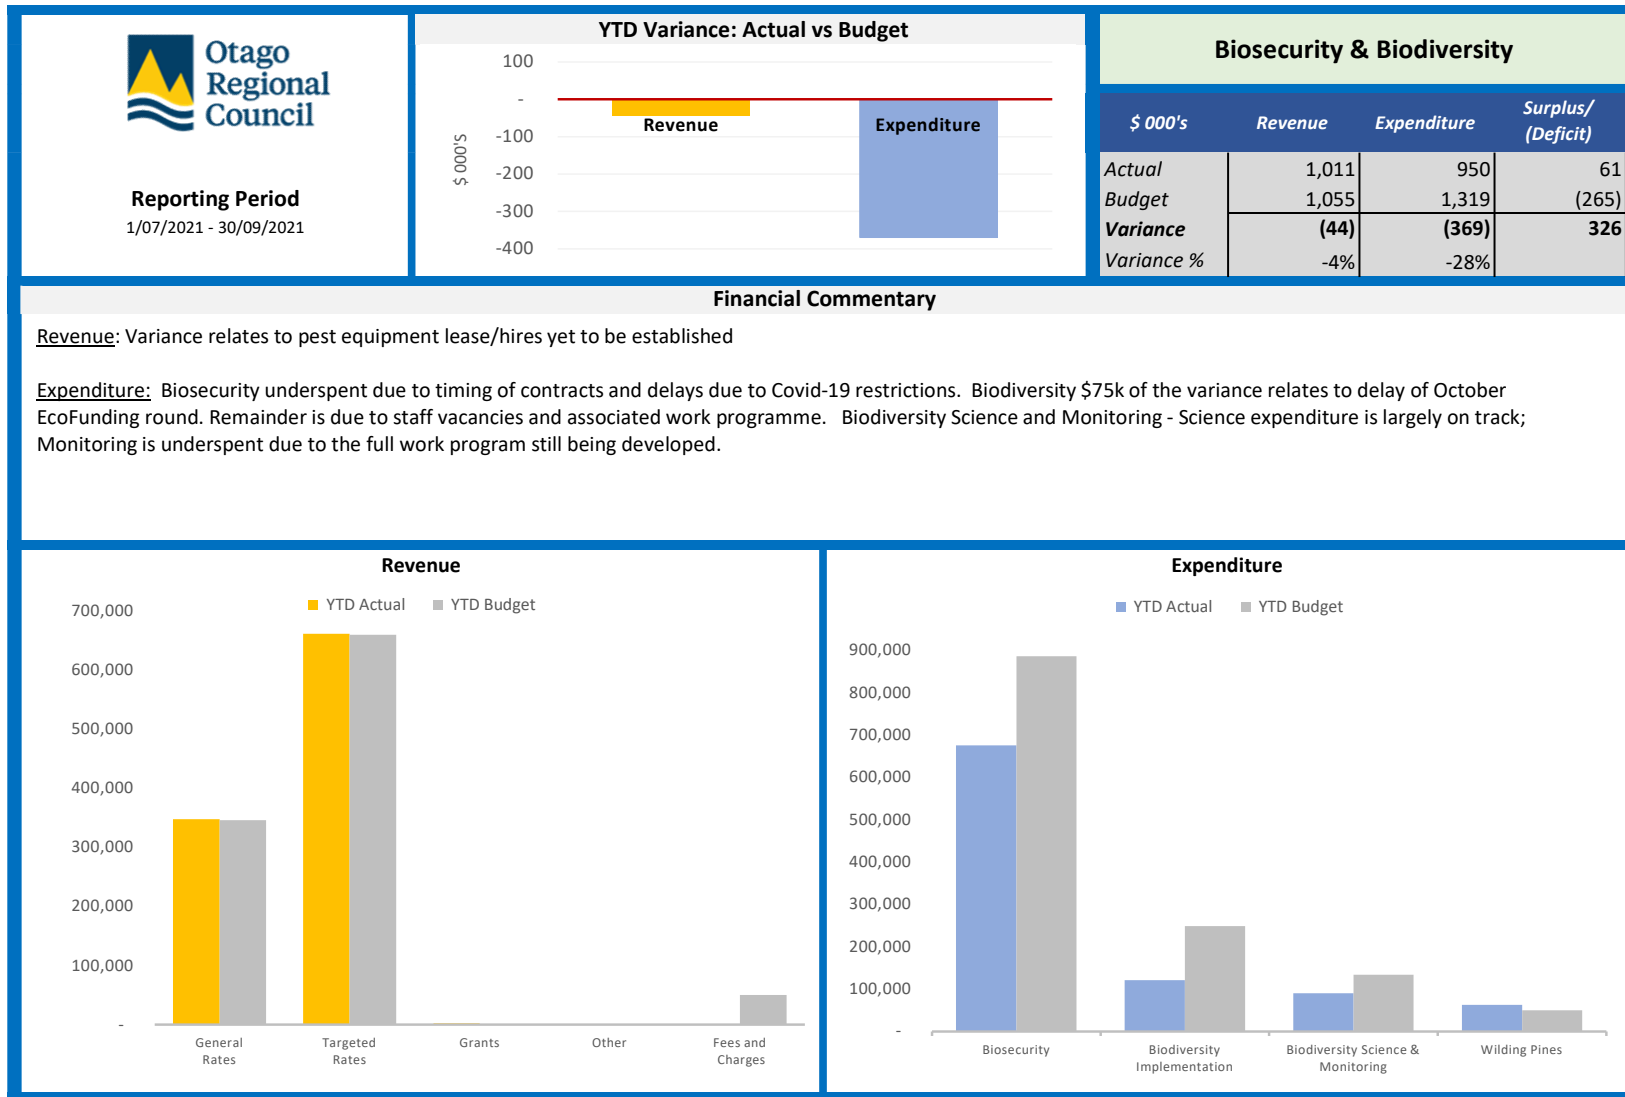 Otago
Regional
Council
Reporting Period
1/07/2021 - 30/09/2021
YTD Variance: Actual vs Budget
$ 000'S
100
-
-100
-200
-300
-400
Revenue
Expenditure
Biosecurity & Biodiversity
$ 000's Revenue Expenditure Surplus/ (Deficit)
Actual 1,011 950 61
Budget 1,055 1,319 (265)
Variance (44) (369) 326
Variance % -4% -28%
Financial Commentary
Revenue: Variance relates to pest equipment lease/hires yet to be established
Expenditure: Biosecurity underspent due to timing of contracts and delays due to Covid-19 restrictions. Biodiversity $75k of the variance relates to delay of October
EcoFunding round. Remainder is due to staff vacancies and associated work programme. Biodiversity Science and Monitoring - Science expenditure is largely on track;
Monitoring is underspent due to the full work program still being developed.
Revenue
YTD Actual YTD Budget
700,000
600,000
500,000
400,000
300,000
200,000
100,000
-
General Rates
Targeted Rates
Grants
Other
Fees and Charges
Expenditure
YTD Actual YTD Budget
900,000
800,000
700,000
600,000
500,000
400,000
300,000
200,000
100,000
-
Biosecurity
Biodiversity Implementation
Biodiversity Science & Monitoring
Wilding Pines